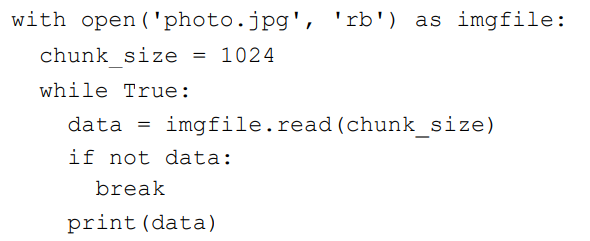 with open('photo.jpg', 'rb') as imgfile:
  chunk_size = 1024
  while True:
    data = imgfile.read(chunk_size)
    if not data:
      break
    print(data)